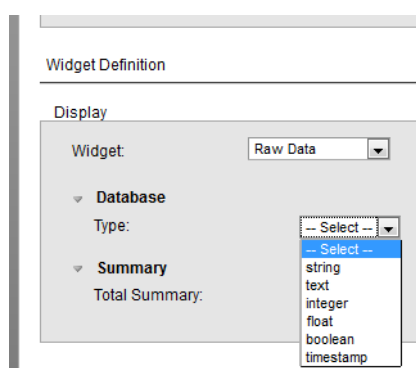 Widget Definition
Display
Widget: Raw Data
Database
Type: -- Select --
-- Select --
string
Summary
text
Total Summary:
integer
float
boolean
timestamp